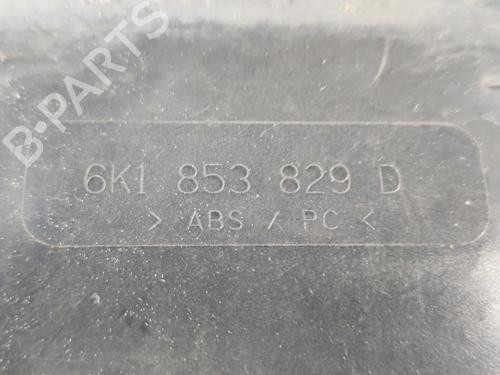 B-PARTS
6K1 853 829 D
> ABS / PC <